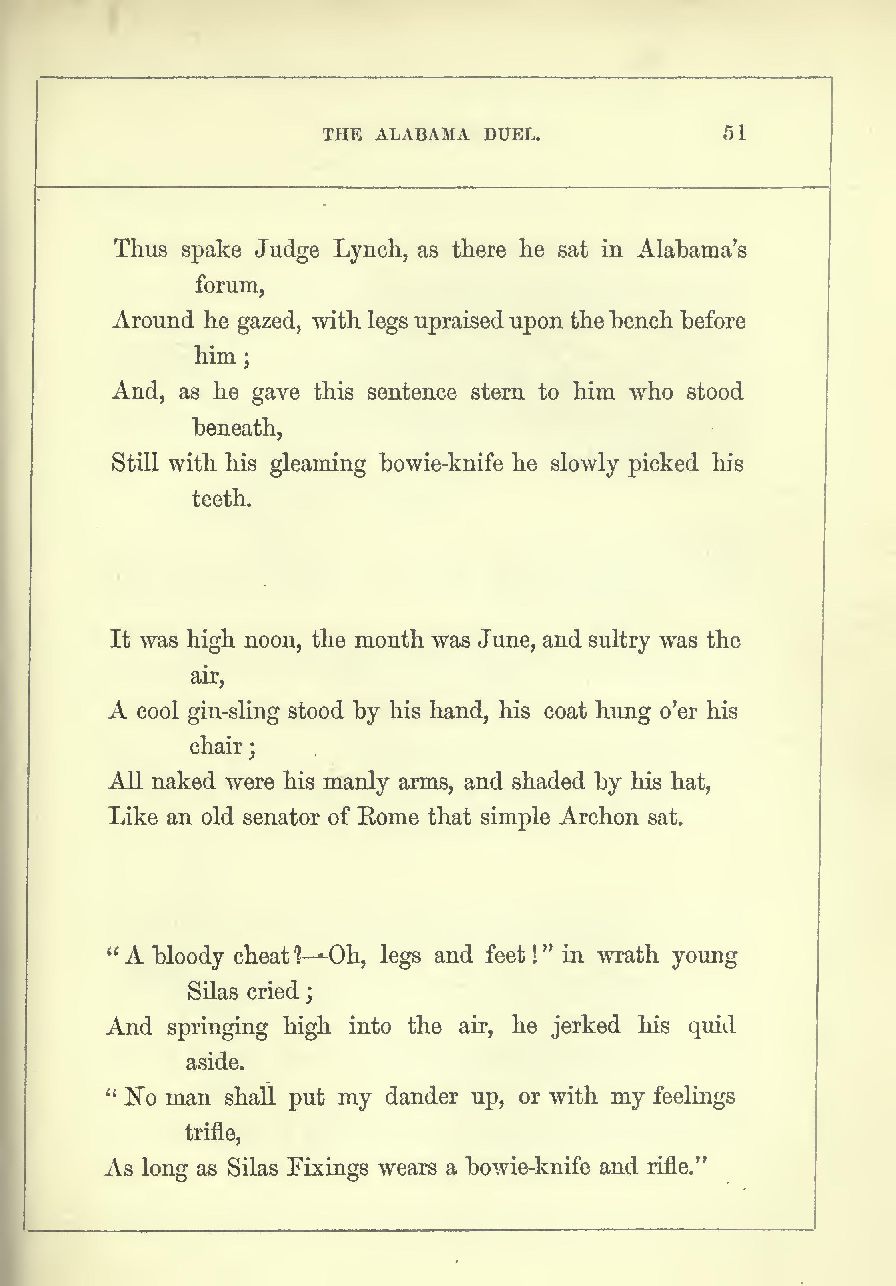 THE ALABAMA DUEL. 51
Thus spake Judge Lynch, as there he sat in Alabama's
forum,
Around he gazed, with legs upraised upon the bench before
him ;
And, as he gave this sentence stern to him who stood
beneath,
Still with his gleaming bowie-knife he slowly picked his
teeth.
It was high noon, the month was June, and sultry was the
air,
A cool gin-sling stood by his hand, his coat hung o'er his
chair ;
All naked were his manly arms, and shaded by his hat,
Like an old senator of Rome that simple Archon sat.
" A bloody cheat ?—Oh, legs and feet ! " in wrath young
Silas cried ;
And springing high into the air, he jerked his quid
aside.
" No man shall put my dander up, or with my feelings
trifle,
As long as Silas Fixings wears a bowie-knife and rifle."